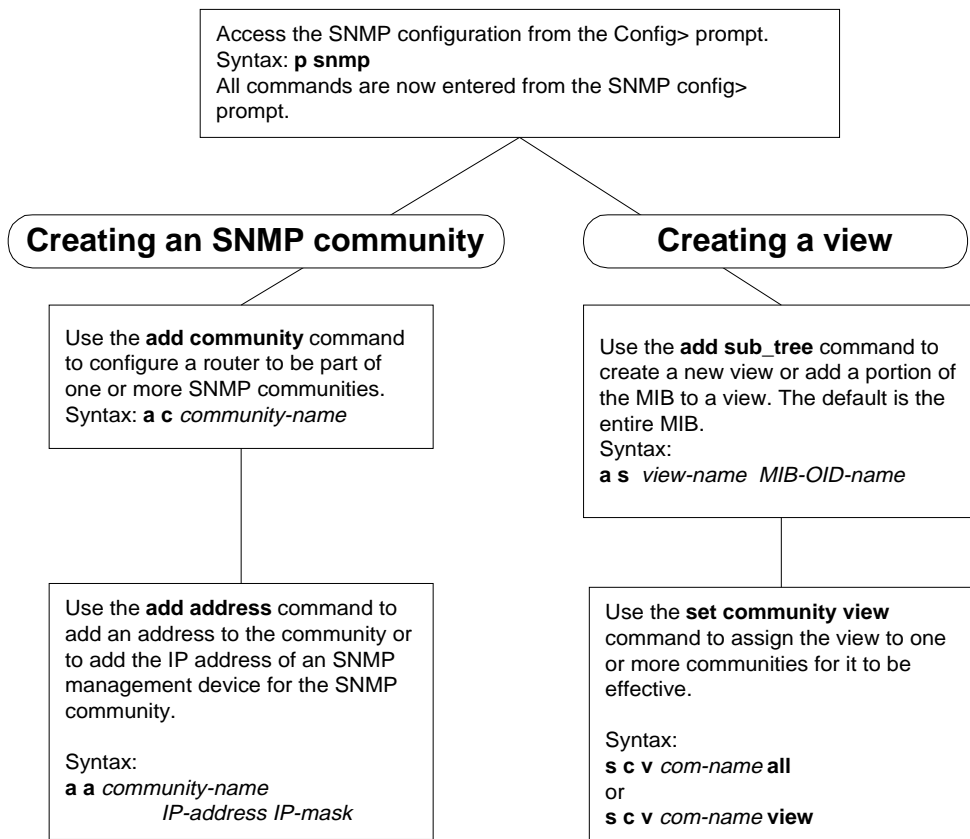 Access the SNMP configuration from the Config> prompt.
Syntax: p snmp
All commands are now entered from the SNMP config>
prompt.
Creating an SNMP community
Use the add community command
to configure a router to be part of
one or more SNMP communities.
Syntax: a c community-name
Use the add address command to
add an address to the community or
to add the IP address of an SNMP
management device for the SNMP
community.
Syntax:
a a community-name
IP-address IP-mask
Creating a view
Use the add sub_tree command to
create a new view or add a portion of
the MIB to a view. The default is the
entire MIB.
Syntax:
a s view-name MIB-OID-name
Use the set community view
command to assign the view to one
or more communities for it to be
effective.
Syntax:
s c v com-name all
or
s c v com-name view